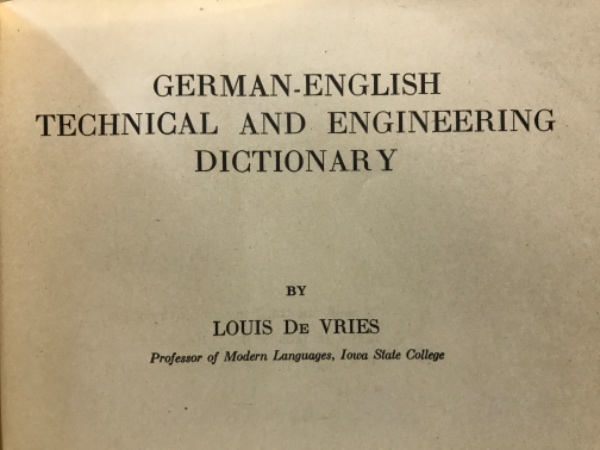 GERMAN-ENGLISH
TECHNICAL AND ENGINEERING
DICTIONARY
BY
LOUIS DE VRIES
Professor of Modern Languages, Iowa State College